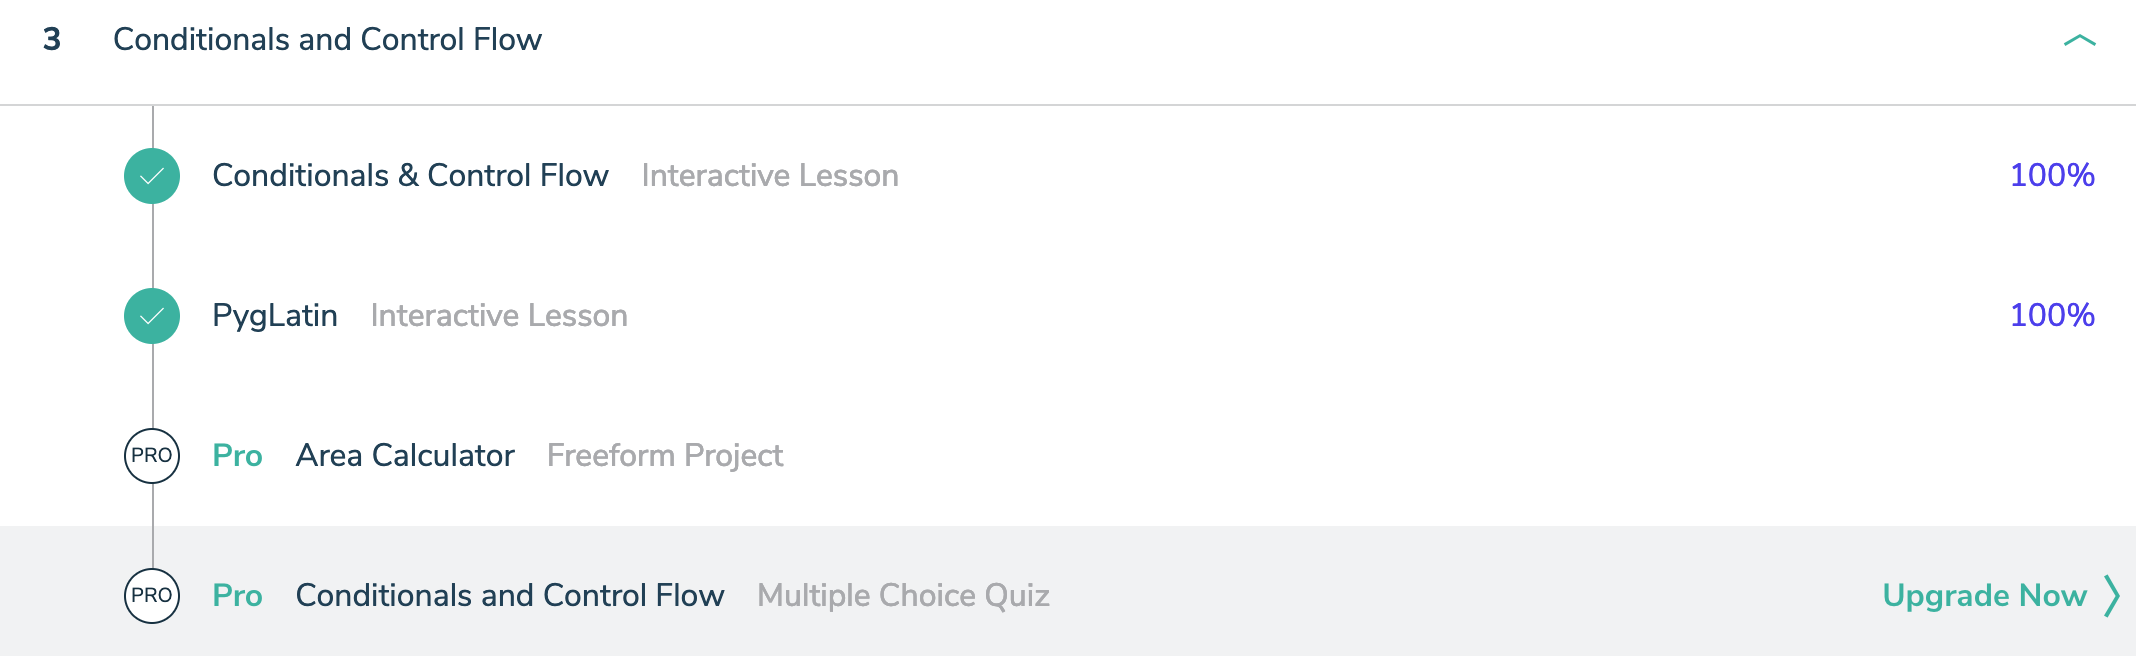 3 Conditionals and Control Flow
Conditionals & Control Flow Interactive Lesson 100%
PygLatin Interactive Lesson 100%
PRO Pro Area Calculator Freeform Project
PRO Pro Conditionals and Control Flow Multiple Choice Quiz Upgrade Now